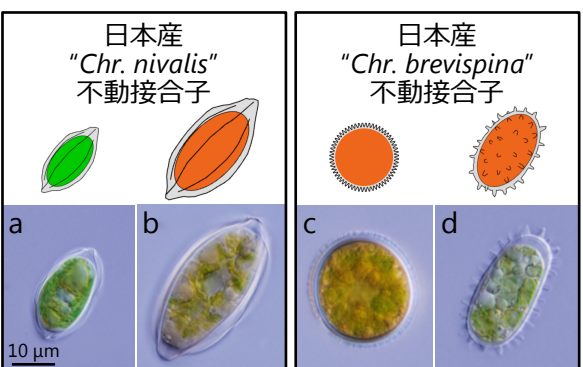 日本産
“Chr. nivalis”
不動接合子
日本産
“Chr. brevispina”
不動接合子
a
b
c
d
10 μm